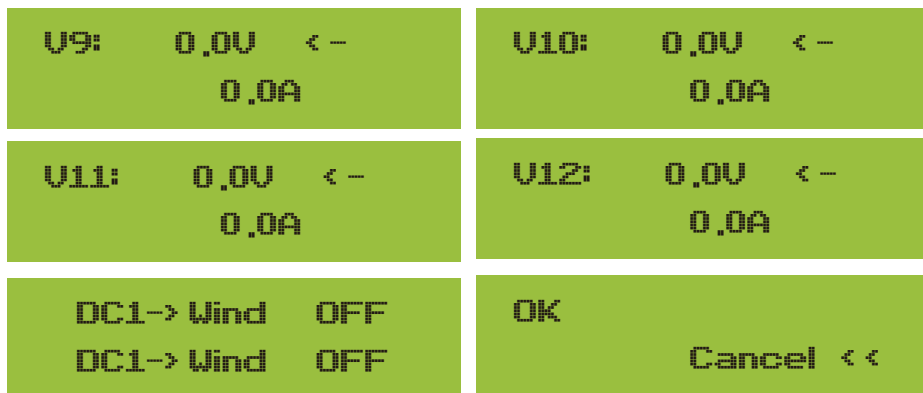 V9: 0.0V <-
0.0A
V10: 0.0V <-
0.0A
V11: 0.0V <-
0.0A
V12: 0.0V <-
0.0A
DC1-> Wind OFF
DC1-> Wind OFF
OK
Cancel <<